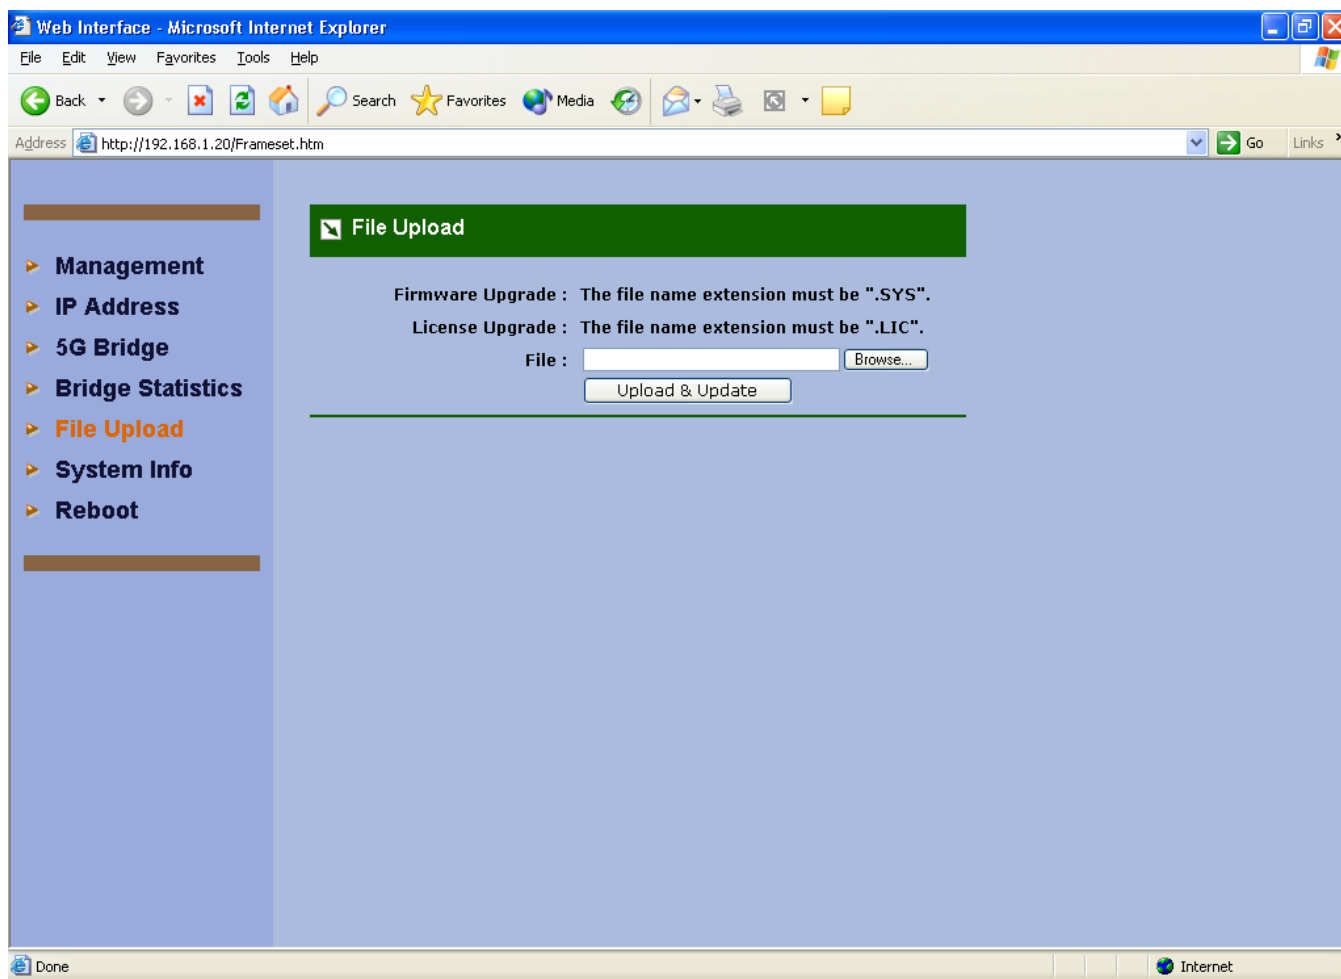 Web Interface - Microsoft Internet Explorer
File Edit View Favorites Tools Help
Back Search Favorites Media
Address http://192.168.1.20/Frameset.htm Go Links
File Upload
Management
IP Address
5G Bridge
Bridge Statistics
File Upload
System Info
Reboot
Firmware Upgrade : The file name extension must be ".SYS".
License Upgrade : The file name extension must be ".LIC".
File : Browse...
Upload & Update
Done Internet